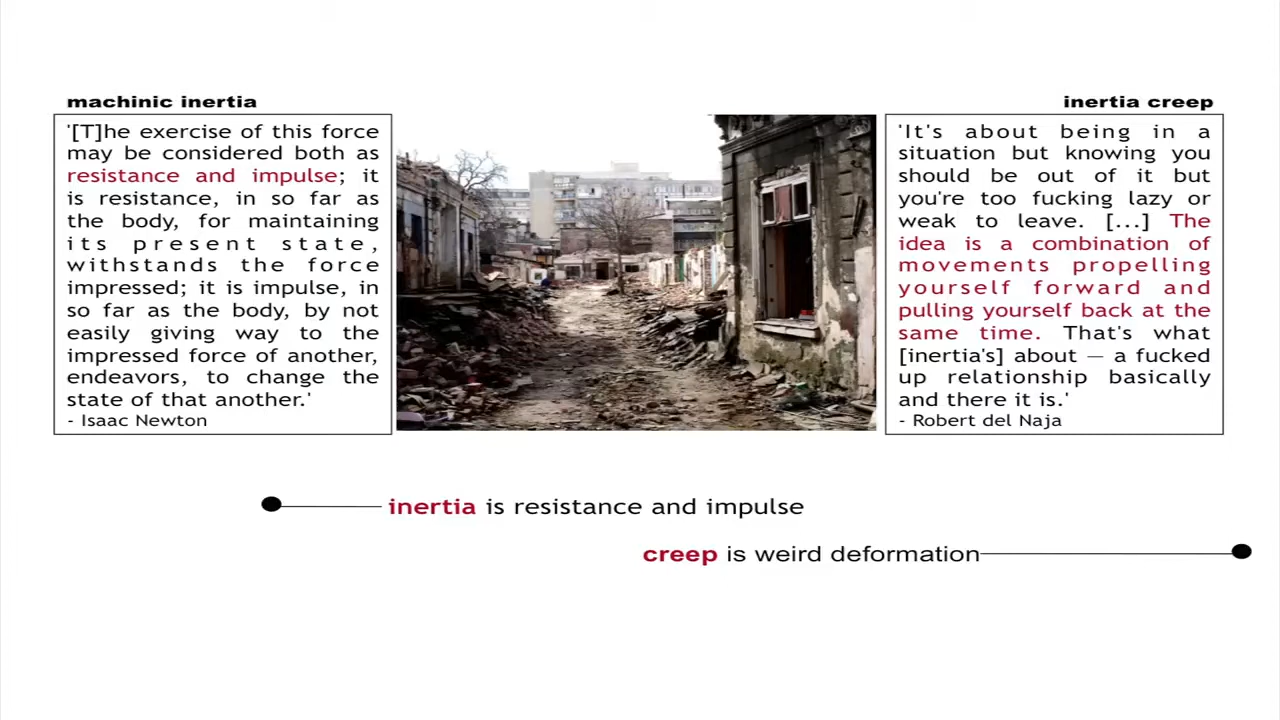 machinic inertia
'[T]he exercise of this force
may be considered both as
resistance and impulse; it
is resistance, in so far as
the body, for maintaining
its present state,
withstands the force
impressed; it is impulse, in
so far as the body, by not
easily giving way to the
impressed force of another,
endeavors, to change the
state of that another.'
- Isaac Newton
inertia creep
'It's about being in a
situation but knowing you
should be out of it but
you're too fucking lazy or
weak to leave. [...] The
idea is a combination of
movements propelling
yourself forward and
pulling yourself back at the
same time. That's what
[inertia's] about — a fucked
up relationship basically
and there it is.'
- Robert del Naja
inertia is resistance and impulse
creep is weird deformation